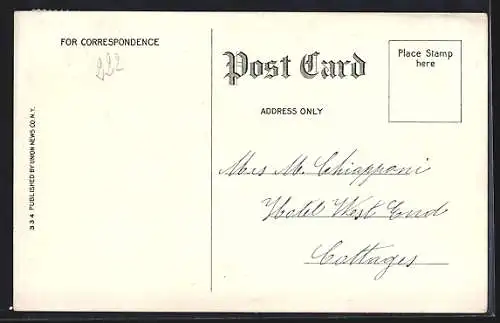 FOR CORRESPONDENCE
222
Post Card
Place Stamp
here
ADDRESS ONLY
334 PUBLISHED BY UNION NEWS CO. N.Y.
Mrs M. Chiappani
Hotel West End
Cottages